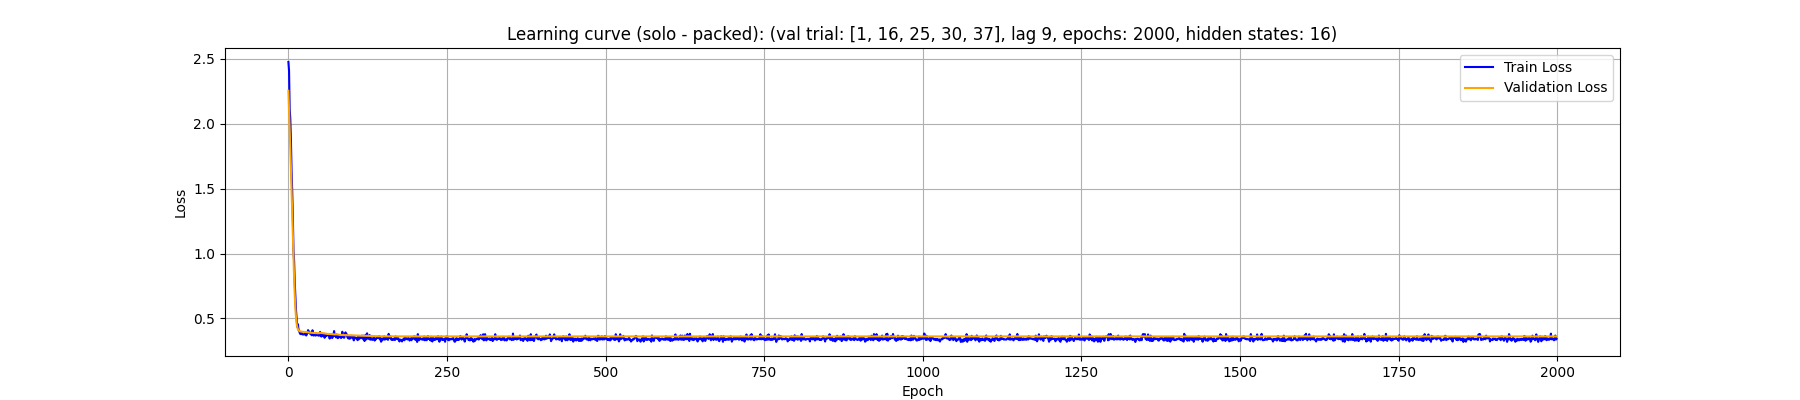 Learning curve (solo - packed): (val trial: [1, 16, 25, 30, 37], lag 9, epochs: 2000, hidden states: 16)
Train Loss
Validation Loss
Loss
2.5
2.0
1.5
1.0
0.5
0 250 500 750 1000 1250 1500 1750 2000
Epoch